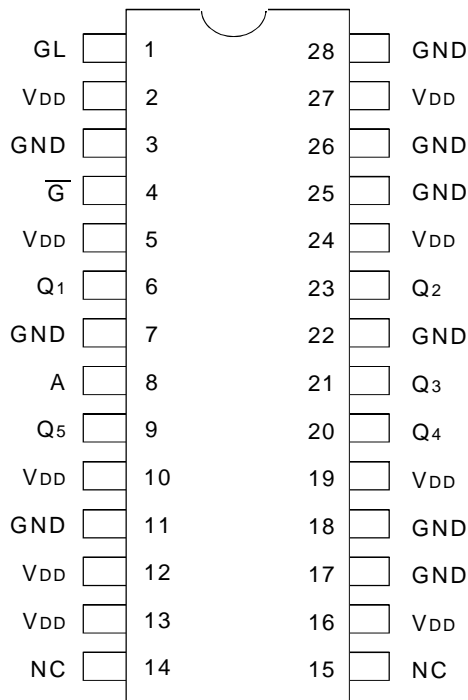 GL 1 28 GND
VDD 2 27 VDD
GND 3 26 GND
G̅ 4 25 GND
VDD 5 24 VDD
Q1 6 23 Q2
GND 7 22 GND
A 8 21 Q3
Q5 9 20 Q4
VDD 10 19 VDD
GND 11 18 GND
VDD 12 17 GND
VDD 13 16 VDD
NC 14 15 NC